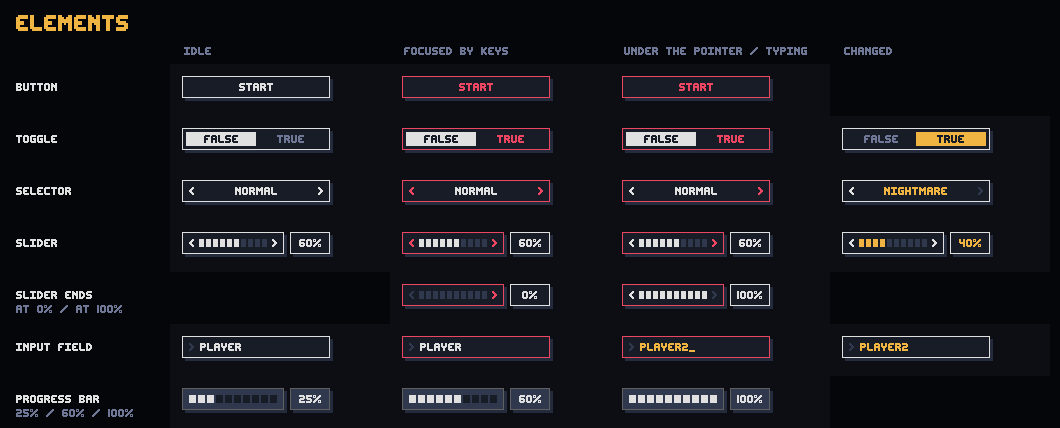 ELEMENTS
IDLE FOCUSED BY KEYS UNDER THE POINTER / TYPING CHANGED
BUTTON START START START
TOGGLE FALSE TRUE FALSE TRUE FALSE TRUE FALSE TRUE
SELECTOR < NORMAL > < NORMAL > < NORMAL > < NIGHTMARE >
SLIDER < > 60% < > 60% < > 60% < > 40%
SLIDER ENDS < > 0% < > 100%
AT 0% / AT 100%
INPUT FIELD > PLAYER > PLAYER > PLAYER2_ > PLAYER2
PROGRESS BAR 25% 60% 100%
25% / 60% / 100%